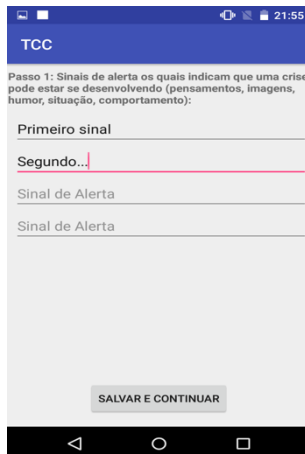 21:55
TCC
Passo 1: Sinais de alerta os quais indicam que uma crise
pode estar se desenvolvendo (pensamentos, imagens,
humor, situação, comportamento):
Primeiro sinal
Segundo...
Sinal de Alerta
Sinal de Alerta
SALVAR E CONTINUAR